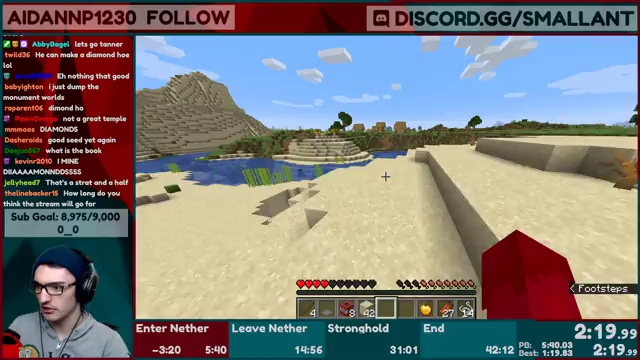 AIDANNP1230 FOLLOW
DISCORD.GG/SMALLANT
AbbyBagel lets go tanner
twild36 He can make a diamond hoe
lol
Eh nothing that good
babyighton i just dump the
monument worlds
raparent06 dimond ho
PawnOmega not a great temple
mmmoos DIAMONDS
Dasheroids good seed yet again
Daejun567 what is the book
kevinr2010 I MINE
DIIAAAAMONNDDSSSS
jellyhead7 That's a strat and a half
thelinebacker15 How long do you
think the stream will go for
Sub Goal: 8,975/9,000
0_0
< Footsteps
4
8
42
27
14
Enter Nether
-3:20 5:40
Leave Nether
14:56
Stronghold
31:01
End
42:12
2:19.99
PB: 5:40.03
Best: 1:19.83
2:19.99